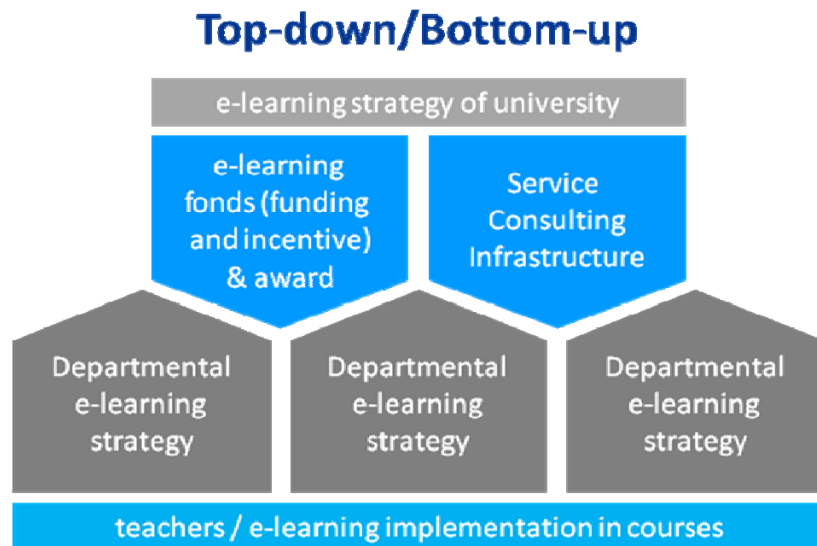 Top-down/Bottom-up
e-learning strategy of university
e-learning
fonds (funding
and incentive)
& award
Service
Consulting
Infrastructure
Departmental
e-learning
strategy
Departmental
e-learning
strategy
Departmental
e-learning
strategy
teachers / e-learning implementation in courses